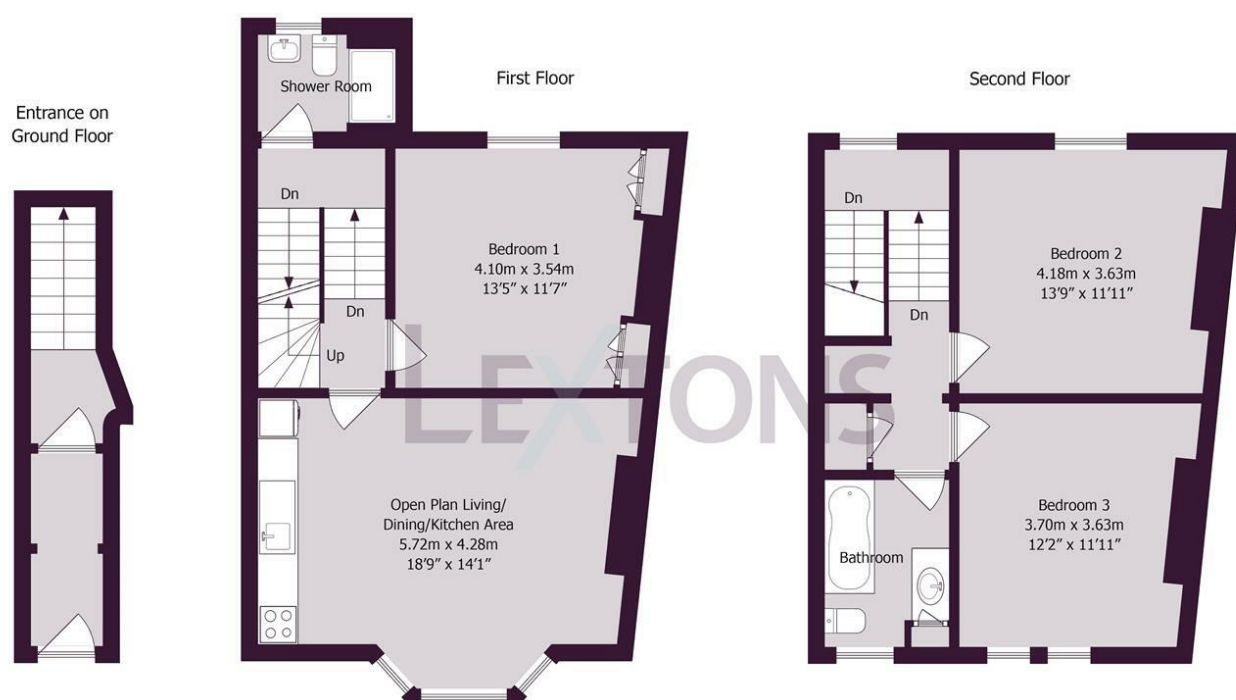 Entrance on
Ground Floor
First Floor
Shower Room
Dn
Bedroom 1
4.10m x 3.54m
13'5" x 11'7"
Dn
Up
Open Plan Living/
Dining/Kitchen Area
5.72m x 4.28m
18'9" x 14'1"
LEXTONS
Second Floor
Dn
Bedroom 2
4.18m x 3.63m
13'9" x 11'11"
Dn
Bedroom 3
3.70m x 3.63m
12'2" x 11'11"
Bathroom